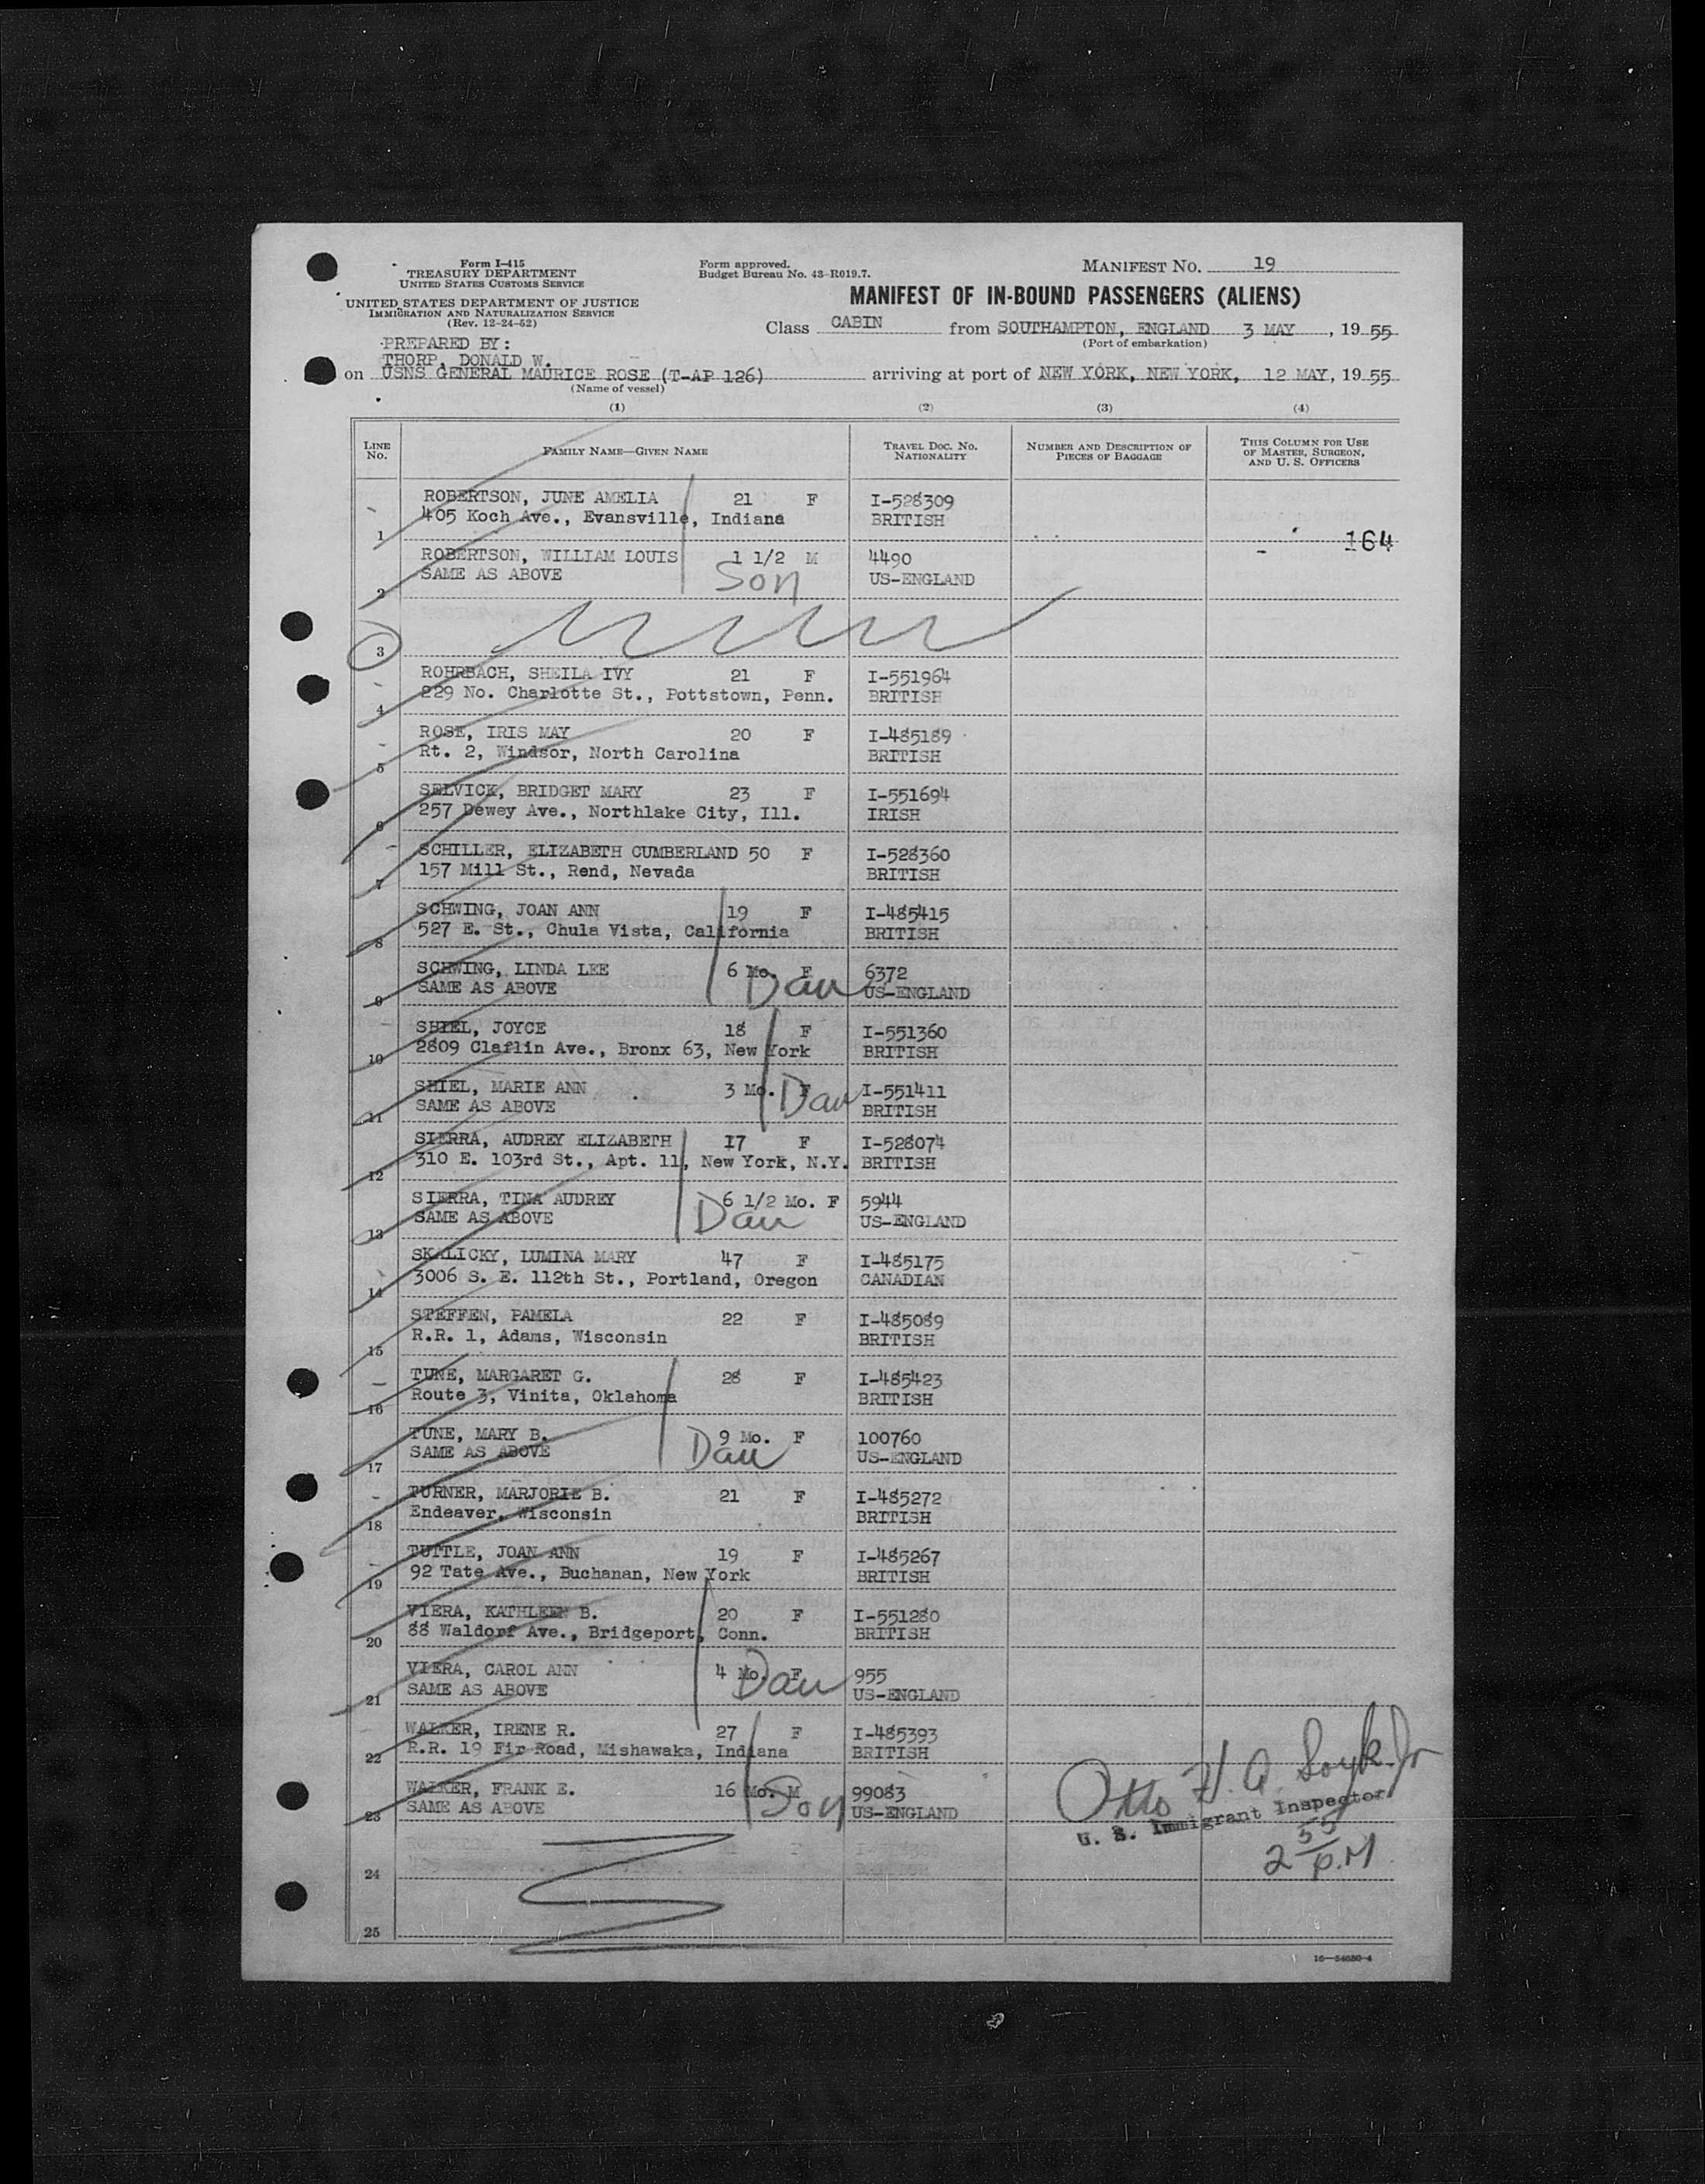 Form I-415
TREASURY DEPARTMENT
UNITED STATES CUSTOMS SERVICE
UNITED STATES DEPARTMENT OF JUSTICE
IMMIGRATION AND NATURALIZATION SERVICE
(Rev. 12-24-52)
Form approved.
Budget Bureau No. 43-R019.7.
MANIFEST NO. 19
MANIFEST OF IN-BOUND PASSENGERS (ALIENS)
Class CABIN from SOUTHAMPTON, ENGLAND 3 MAY, 1955
(Port of embarkation)
PREPARED BY:
THORP, DONALD W.
on USNS GENERAL MAURICE ROSE (T-AP 126) arriving at port of NEW YORK, NEW YORK, 12 MAY, 1955
(Name of vessel)
(1) (2) (3) (4)
LINE NO. FAMILY NAME—GIVEN NAME TRAVEL DOC. NO. NATIONALITY NUMBER AND DESCRIPTION OF PIECES OF BAGGAGE THIS COLUMN FOR USE OF MASTER, SURGEON, AND U. S. OFFICERS
ROBERTSON, JUNE AMELIA 21 F I-528309
1 405 Koch Ave., Evansville, Indiana BRITISH
164
ROBERTSON, WILLIAM LOUIS 1 1/2 M 4490
2 SAME AS ABOVE Son US-ENGLAND
3
ROHRBACH, SHEILA IVY 21 F I-551964
4 229 No. Charlotte St., Pottstown, Penn. BRITISH
ROSE, IRIS MAY 20 F I-485189
5 Rt. 2, Windsor, North Carolina BRITISH
SELVICK, BRIDGET MARY 23 F I-551694
6 257 Dewey Ave., Northlake City, Ill. IRISH
SCHILLER, ELIZABETH CUMBERLAND 50 F I-528360
7 157 Mill St., Rend, Nevada BRITISH
SCHWING, JOAN ANN 19 F I-485415
8 527 E. St., Chula Vista, California BRITISH
SCHWING, LINDA LEE 6 Mo. F Dau 6372
9 SAME AS ABOVE US-ENGLAND
SHIEL, JOYCE 18 F I-551360
10 2809 Claflin Ave., Bronx 63, New York BRITISH
SHIEL, MARIE ANN 3 Mo. F Dau I-551411
11 SAME AS ABOVE BRITISH
SIERRA, AUDREY ELIZABETH 17 F I-528074
12 310 E. 103rd St., Apt. 11, New York, N.Y. BRITISH
SIERRA, TINA AUDREY 6 1/2 Mo. F 5944
13 SAME AS ABOVE Dau US-ENGLAND
SKALICKY, LUMINA MARY 47 F I-485175
14 3006 S. E. 112th St., Portland, Oregon CANADIAN
STEFFEN, PAMELA 22 F I-485089
15 R.R. 1, Adams, Wisconsin BRITISH
TUNE, MARGARET G. 28 F I-485423
16 Route 3, Vinita, Oklahoma BRITISH
TUNE, MARY B. 9 Mo. F 100760
17 SAME AS ABOVE Dau US-ENGLAND
TURNER, MARJORIE B. 21 F I-485272
18 Endeaver, Wisconsin BRITISH
TUTTLE, JOAN ANN 19 F I-485267
19 92 Tate Ave., Buchanan, New York BRITISH
VIERA, KATHLEEN B. 20 F I-551280
20 88 Waldorf Ave., Bridgeport, Conn. BRITISH
VIERA, CAROL ANN 4 Mo. F Dau 955
21 SAME AS ABOVE US-ENGLAND
WALKER, IRENE R. 27 F I-485393
22 R.R. 19 Fir Road, Mishawaka, Indiana BRITISH
WALKER, FRANK E. 16 Mo. M Son 99083
23 SAME AS ABOVE US-ENGLAND
Otto H. A. Jr
U. S. Immigrant Inspector
2 55 P.M
24
25